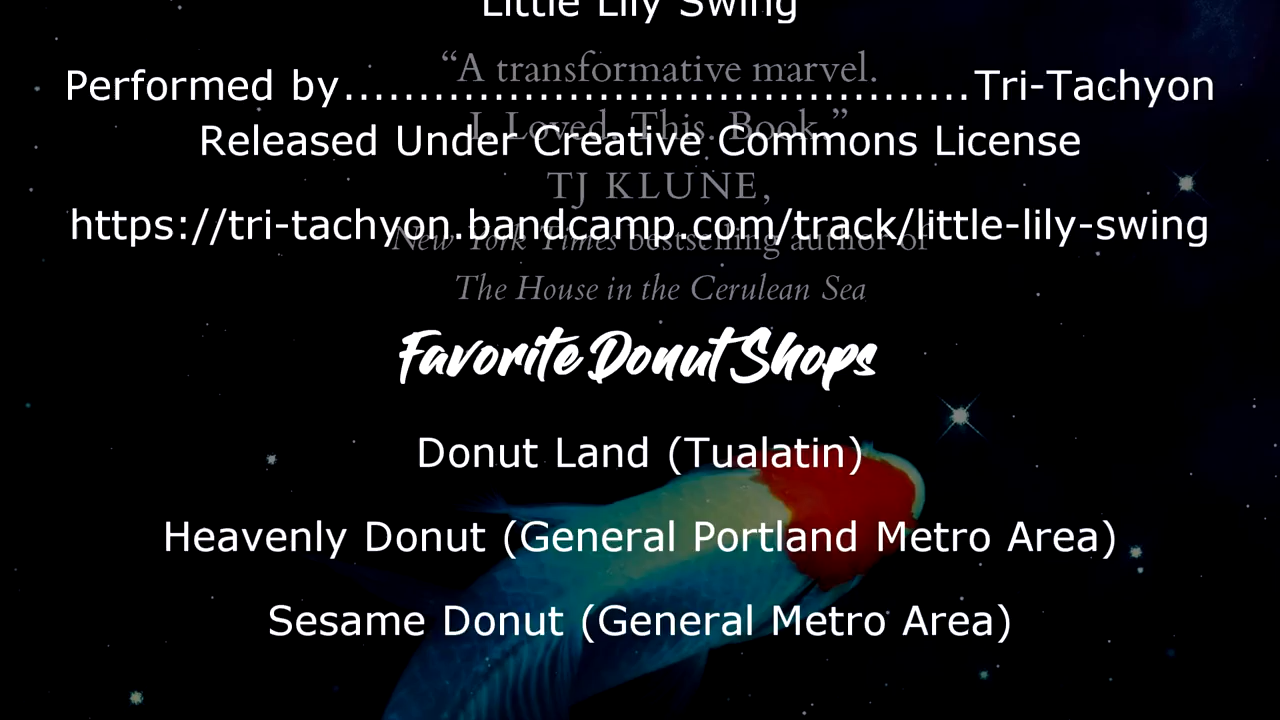 Little Lily Swing
“A transformative marvel.
Performed by..........................................Tri-Tachyon
I. Loved. This. Book.”
Released Under Creative Commons License
TJ KLUNE,
https://tri-tachyon.bandcamp.com/track/little-lily-swing
New York Times bestselling author of
The House in the Cerulean Sea
Favorite Donut Shops
Donut Land (Tualatin)
Heavenly Donut (General Portland Metro Area)
Sesame Donut (General Metro Area)